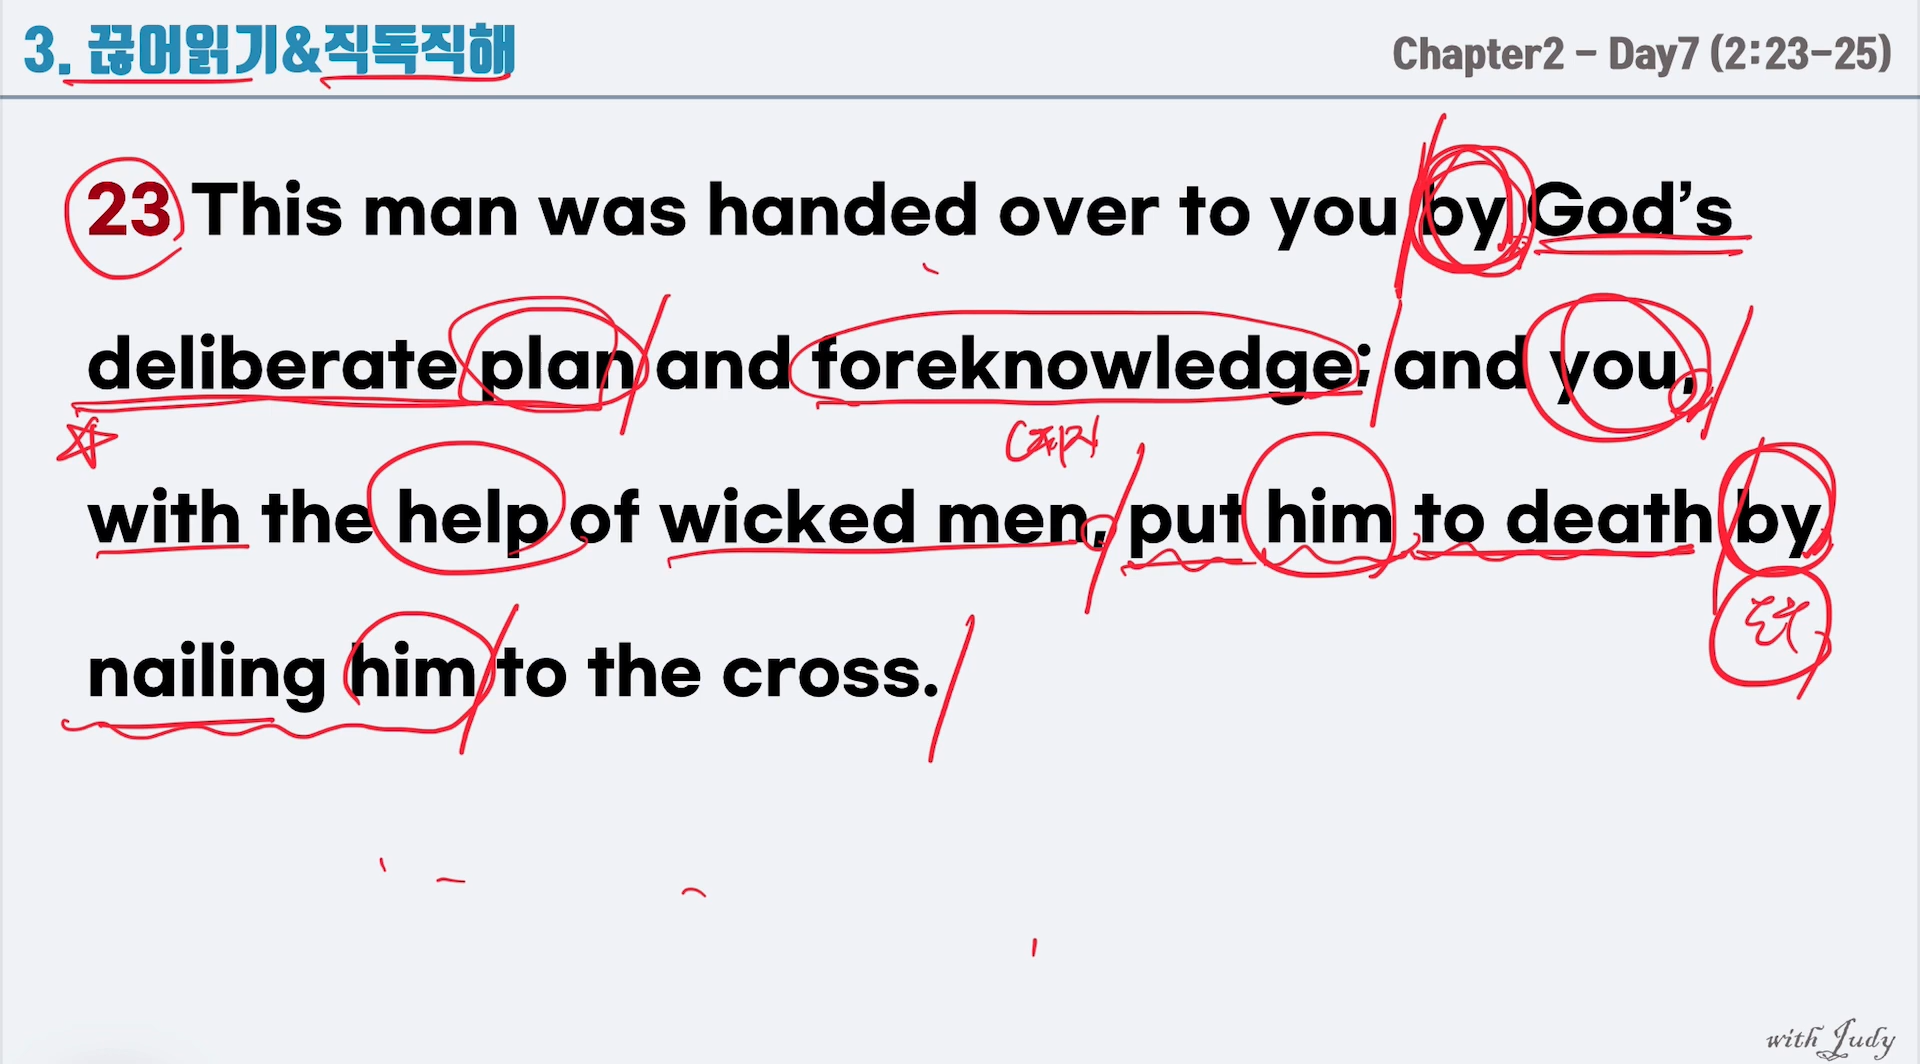 3. 끊어읽기&직독직해
Chapter2 - Day7 (2:23-25)
23 This man was handed over to you by God’s
deliberate plan and foreknowledge; and you,
with the help of wicked men, put him to death by
nailing him to the cross.
with Judy